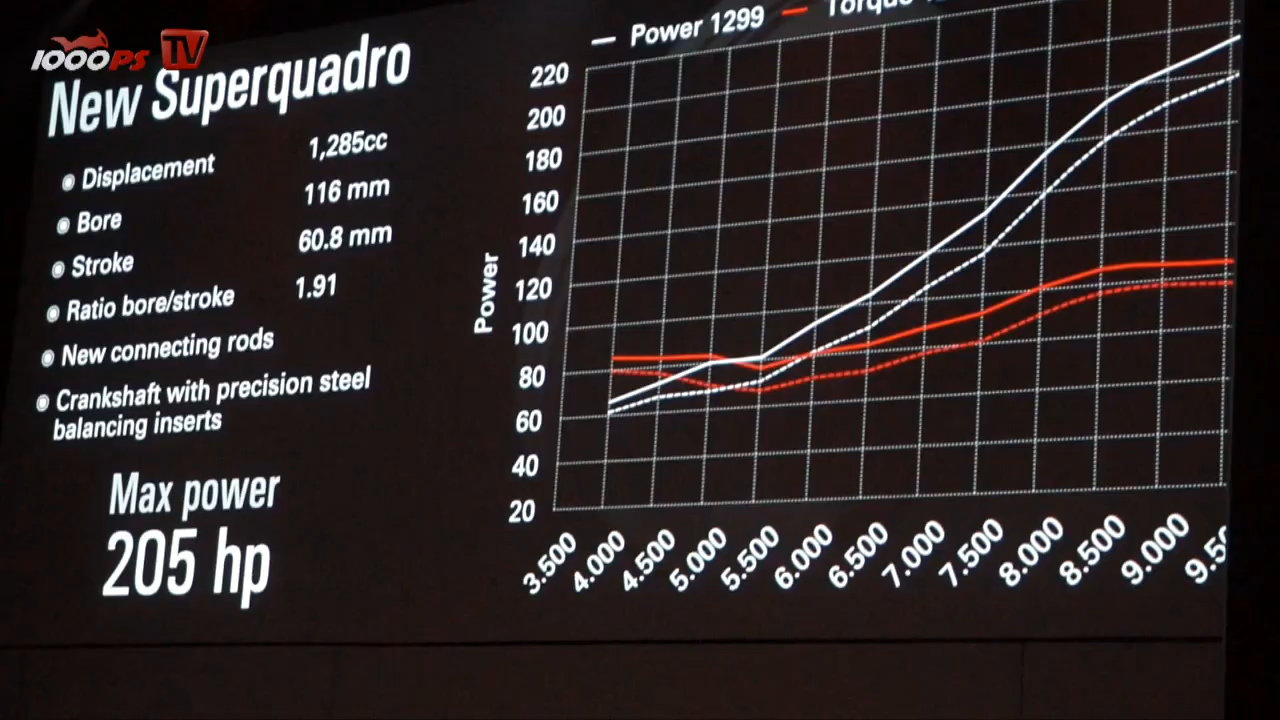 1000PS TV
New Superquadro
Displacement 1,285cc
Bore 116 mm
Stroke 60.8 mm
Ratio bore/stroke 1.91
New connecting rods
Crankshaft with precision steel
balancing inserts
Max power
205 hp
Power 1299 Torque
Power
220
200
180
160
140
120
100
80
60
40
20
3.500 4.000 4.500 5.000 5.500 6.000 6.500 7.000 7.500 8.000 8.500 9.000